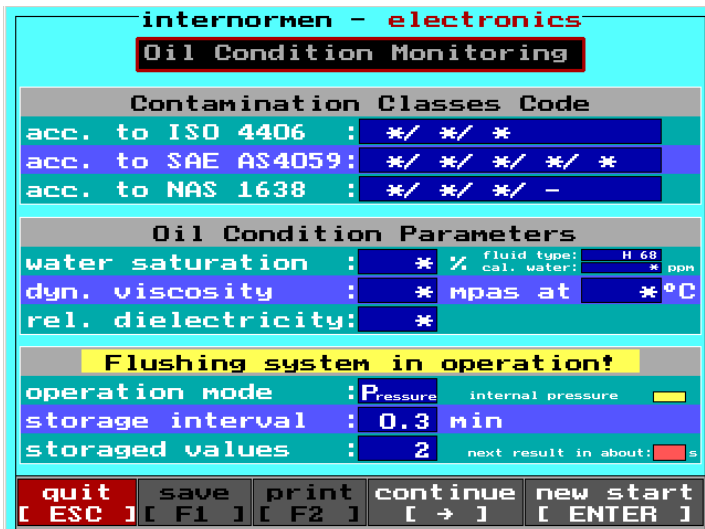 internormen - electronics
Oil Condition Monitoring
Contamination Classes Code
acc. to ISO 4406 : */ */ *
acc. to SAE AS4059: */ */ */ */ *
acc. to NAS 1638 : */ */ */ -
Oil Condition Parameters
water saturation : * % fluid type: H 68
cal. water: * ppm
dyn. viscosity : * mpas at * °C
rel. dielectricity: *
Flushing system in operation!
operation mode : Pressure internal pressure
storage interval : 0.3 min
storaged values : 2 next result in about: s
quit save print continue new start
[ ESC ] [ F1 ] [ F2 ] [ → ] [ ENTER ]